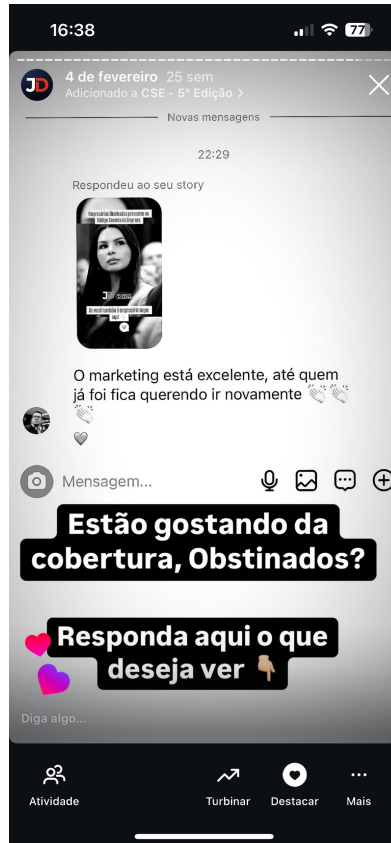 16:38
77
JD
4 de fevereiro 25 sem
Adicionado a CSE - 5ª Edição >
Novas mensagens
22:29
Respondeu ao seu story
JD
O marketing está excelente, até quem
já foi fica querendo ir novamente 👏🏻👏🏻
👏🏻
Mensagem...
Estão gostando da
cobertura, Obstinados?
Responda aqui o que
deseja ver 👇🏼
Diga algo...
Atividade
Turbinar
Destacar
Mais